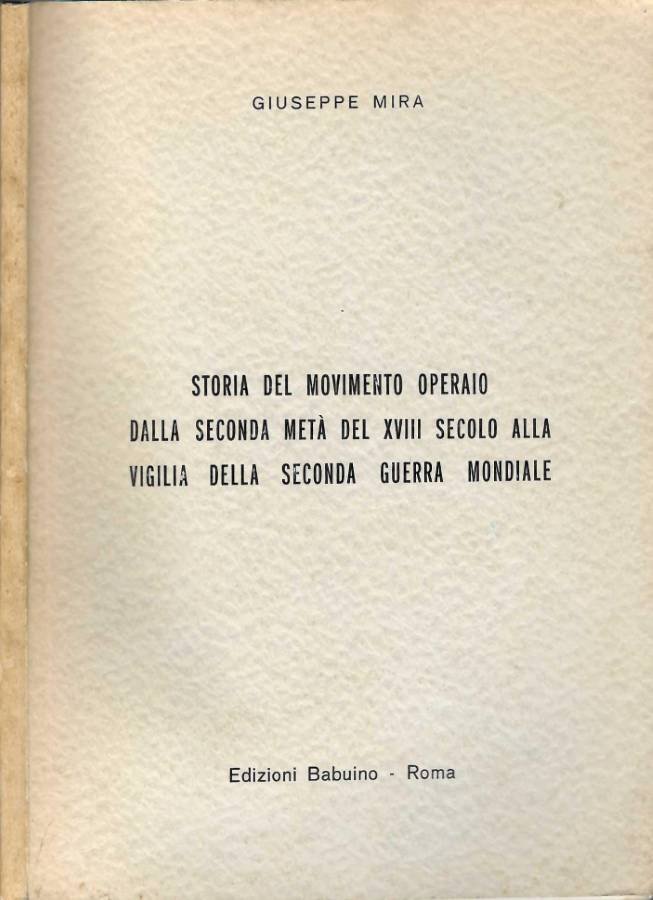 GIUSEPPE MIRA
STORIA DEL MOVIMENTO OPERAIO
DALLA SECONDA METÀ DEL XVIII SECOLO ALLA
VIGILIA DELLA SECONDA GUERRA MONDIALE
Edizioni Babuino - Roma